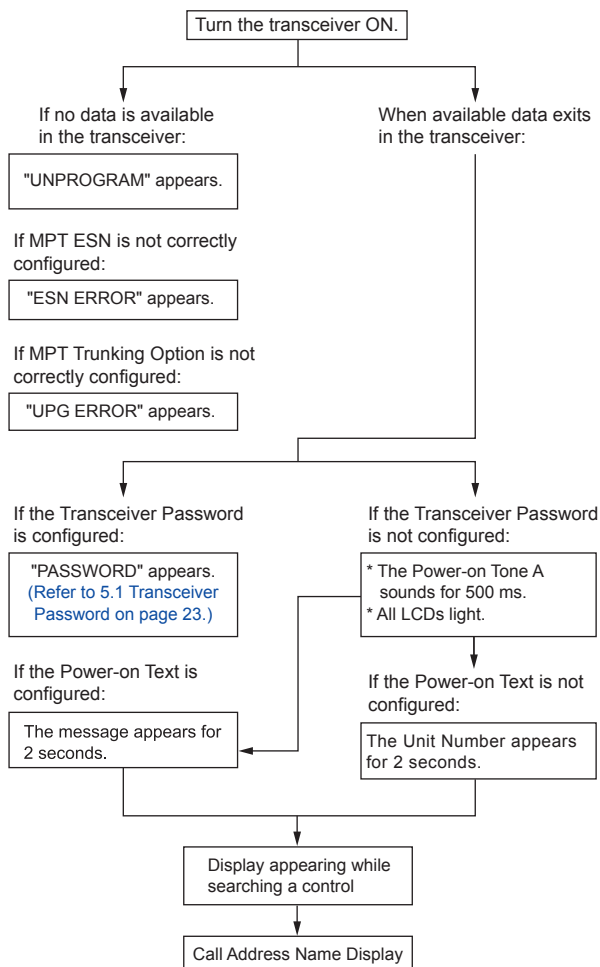 Turn the transceiver ON.
If no data is available
in the transceiver:
"UNPROGRAM" appears.
If MPT ESN is not correctly
configured:
"ESN ERROR" appears.
If MPT Trunking Option is not
correctly configured:
"UPG ERROR" appears.
When available data exits
in the transceiver:
If the Transceiver Password
is configured:
"PASSWORD" appears.
(Refer to 5.1 Transceiver
Password on page 23.)
If the Transceiver Password
is not configured:
* The Power-on Tone A
sounds for 500 ms.
* All LCDs light.
If the Power-on Text is
configured:
The message appears for
2 seconds.
If the Power-on Text is not
configured:
The Unit Number appears
for 2 seconds.
Display appearing while
searching a control
Call Address Name Display